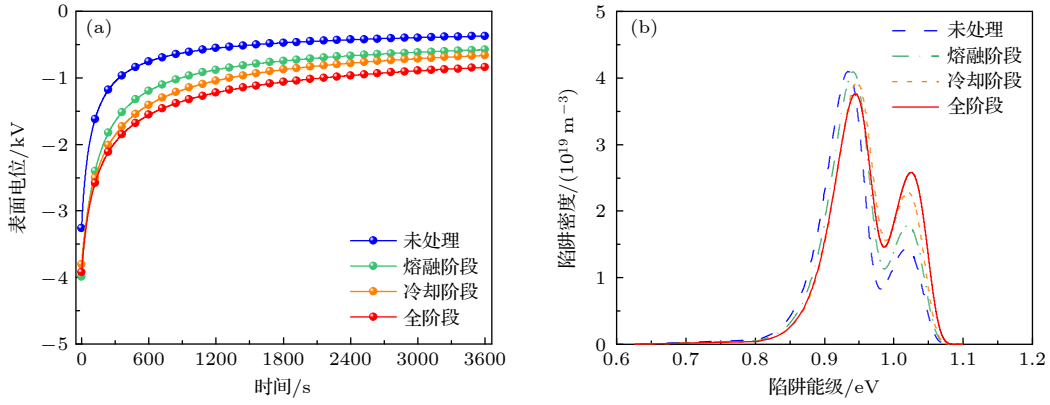 (a)
表面电位/kV
0
−1
−2
−3
−4
−5
0
600
1200
1800
2400
3000
3600
时间/s
未处理
熔融阶段
冷却阶段
全阶段
(b)
陷阱密度/(10¹⁹ m⁻³)
5
4
3
2
1
0
0.6
0.7
0.8
0.9
1.0
1.1
1.2
陷阱能级/eV
未处理
熔融阶段
冷却阶段
全阶段